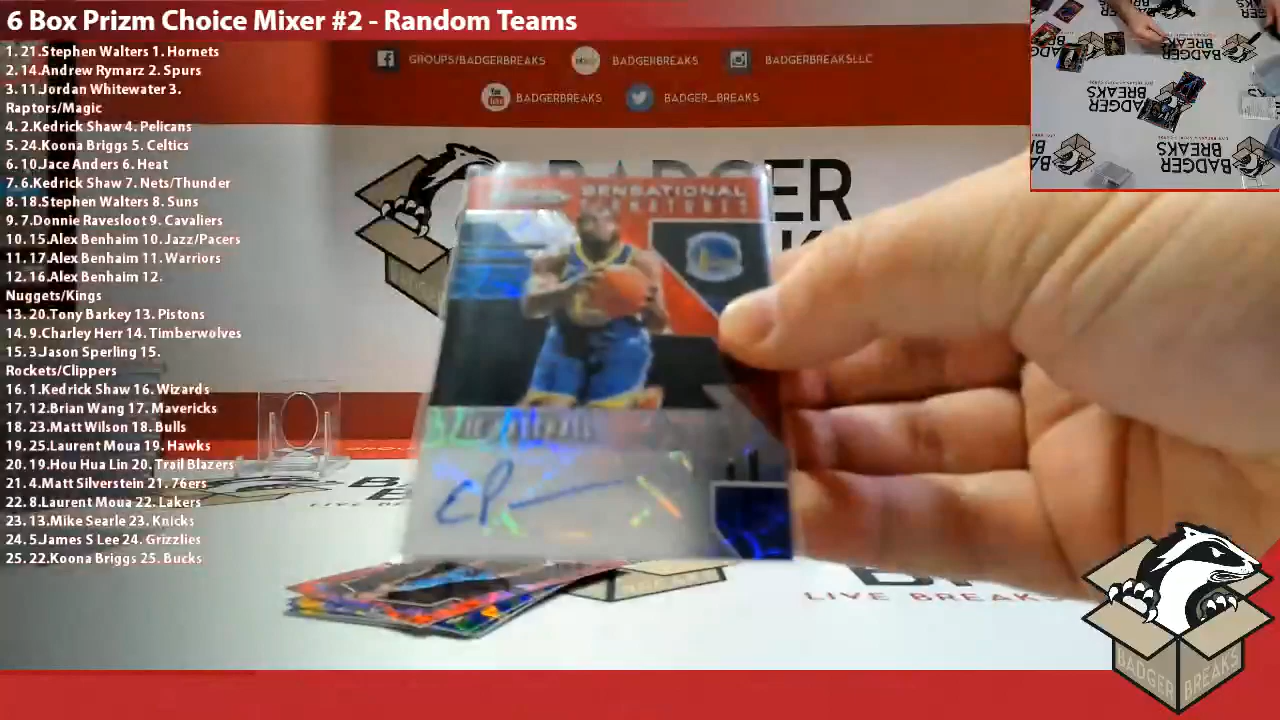 6 Box Prizm Choice Mixer #2 - Random Teams
1. 21.Stephen Walters 1. Hornets
2. 14.Andrew Rymarz 2. Spurs
3. 11.Jordan Whitewater 3.
Raptors/Magic
4. 2.Kedrick Shaw 4. Pelicans
5. 24.Koona Briggs 5. Celtics
6. 10.Jace Anders 6. Heat
7. 6.Kedrick Shaw 7. Nets/Thunder
8. 18.Stephen Walters 8. Suns
9. 7.Donnie Ravesloot 9. Cavaliers
10. 15.Alex Benhaim 10. Jazz/Pacers
11. 17.Alex Benhaim 11. Warriors
12. 16.Alex Benhaim 12.
Nuggets/Kings
13. 20.Tony Barkey 13. Pistons
14. 9.Charley Herr 14. Timberwolves
15. 3.Jason Sperling 15.
Rockets/Clippers
16. 1.Kedrick Shaw 16. Wizards
17. 12.Brian Wang 17. Mavericks
18. 23.Matt Wilson 18. Bulls
19. 25.Laurent Moua 19. Hawks
20. 19.Hou Hua Lin 20. Trail Blazers
21. 4.Matt Silverstein 21. 76ers
22. 8.Laurent Moua 22. Lakers
23. 13.Mike Searle 23. Knicks
24. 5.James S Lee 24. Grizzlies
25. 22.Koona Briggs 25. Bucks
GROUPS/BADGERBREAKS
BADGERBREAKS
BADGERBREAKSLLC
You Tube
BADGERBREAKS
BADGER_BREAKS
SENSATIONAL
SIGNATURES
LIVE BREAKS
BADGER BREAKS
BADGER
BREAKS